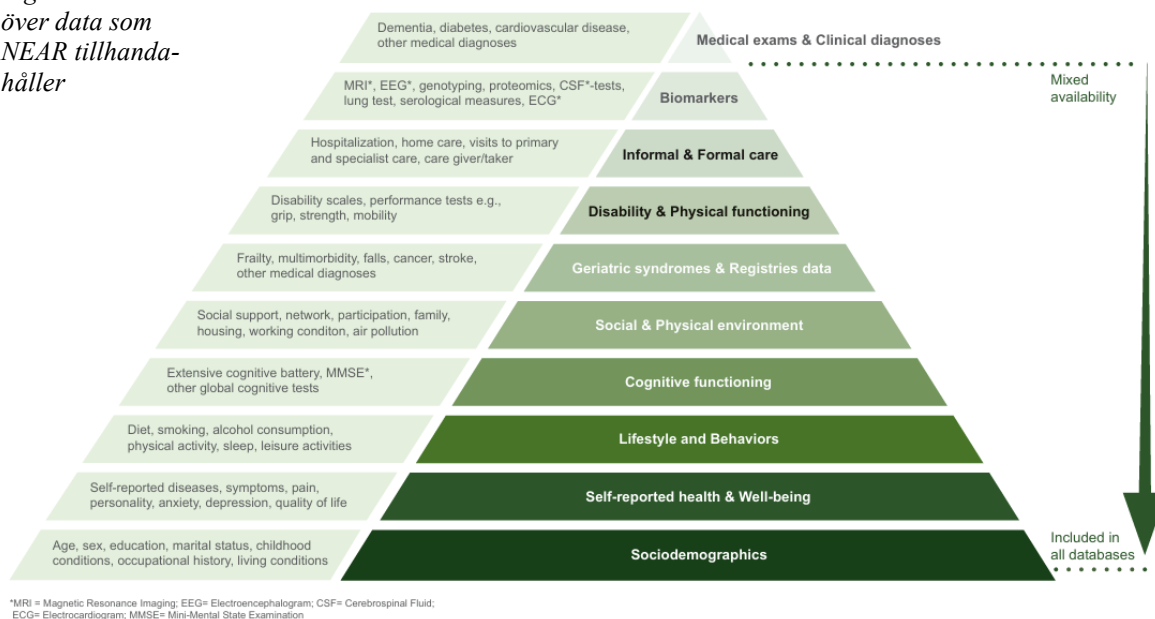 över data som
NEAR tillhanda-
håller
Dementia, diabetes, cardiovascular disease,
other medical diagnoses
Medical exams & Clinical diagnoses
Mixed
availability
MRI*, EEG*, genotyping, proteomics, CSF*-tests,
lung test, serological measures, ECG*
Biomarkers
Hospitalization, home care, visits to primary
and specialist care, care giver/taker
Informal & Formal care
Disability scales, performance tests e.g.,
grip, strength, mobility
Disability & Physical functioning
Frailty, multimorbidity, falls, cancer, stroke,
other medical diagnoses
Geriatric syndromes & Registries data
Social support, network, participation, family,
housing, working conditon, air pollution
Social & Physical environment
Extensive cognitive battery, MMSE*,
other global cognitive tests
Cognitive functioning
Diet, smoking, alcohol consumption,
physical activity, sleep, leisure activities
Lifestyle and Behaviors
Self-reported diseases, symptoms, pain,
personality, anxiety, depression, quality of life
Self-reported health & Well-being
Age, sex, education, marital status, childhood
conditions, occupational history, living conditions
Sociodemographics
Included in
all databases
*MRI = Magnetic Resonance Imaging; EEG= Electroencephalogram; CSF= Cerebrospinal Fluid;
ECG= Electrocardiogram; MMSE= Mini-Mental State Examination